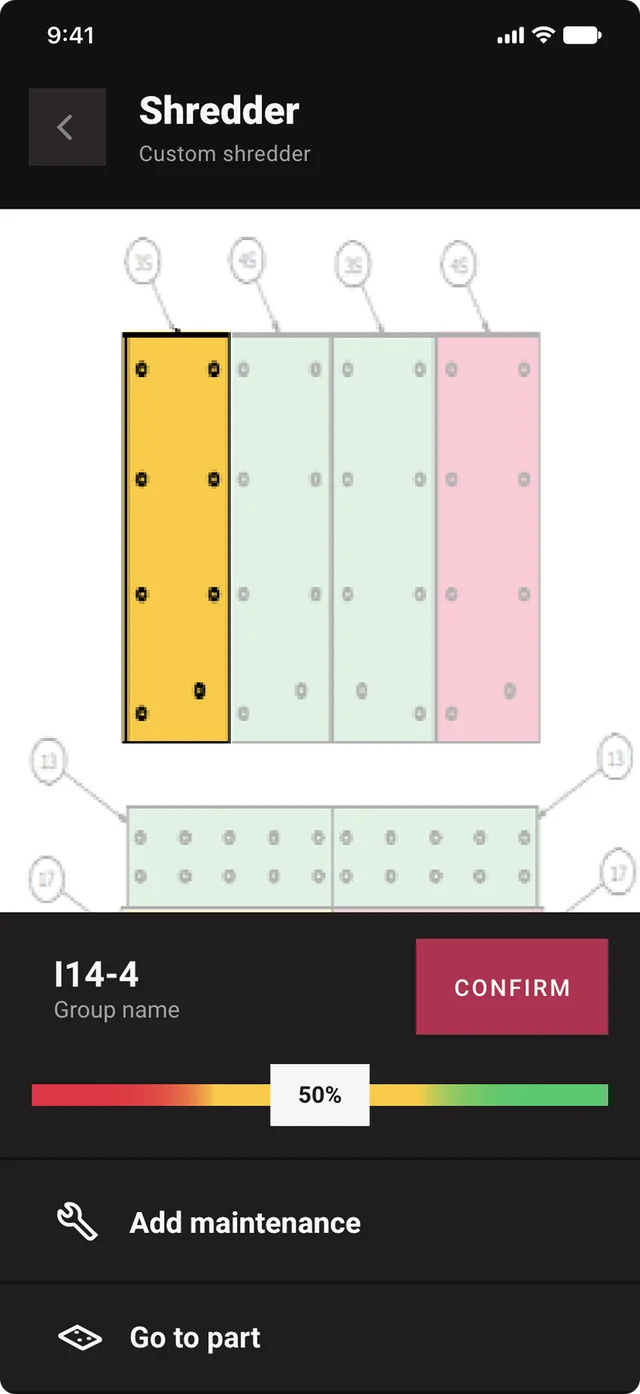 9:41
Shredder
Custom shredder
35 45 35 45
13 13
17 17
I14-4
Group name
CONFIRM
50%
Add maintenance
Go to part